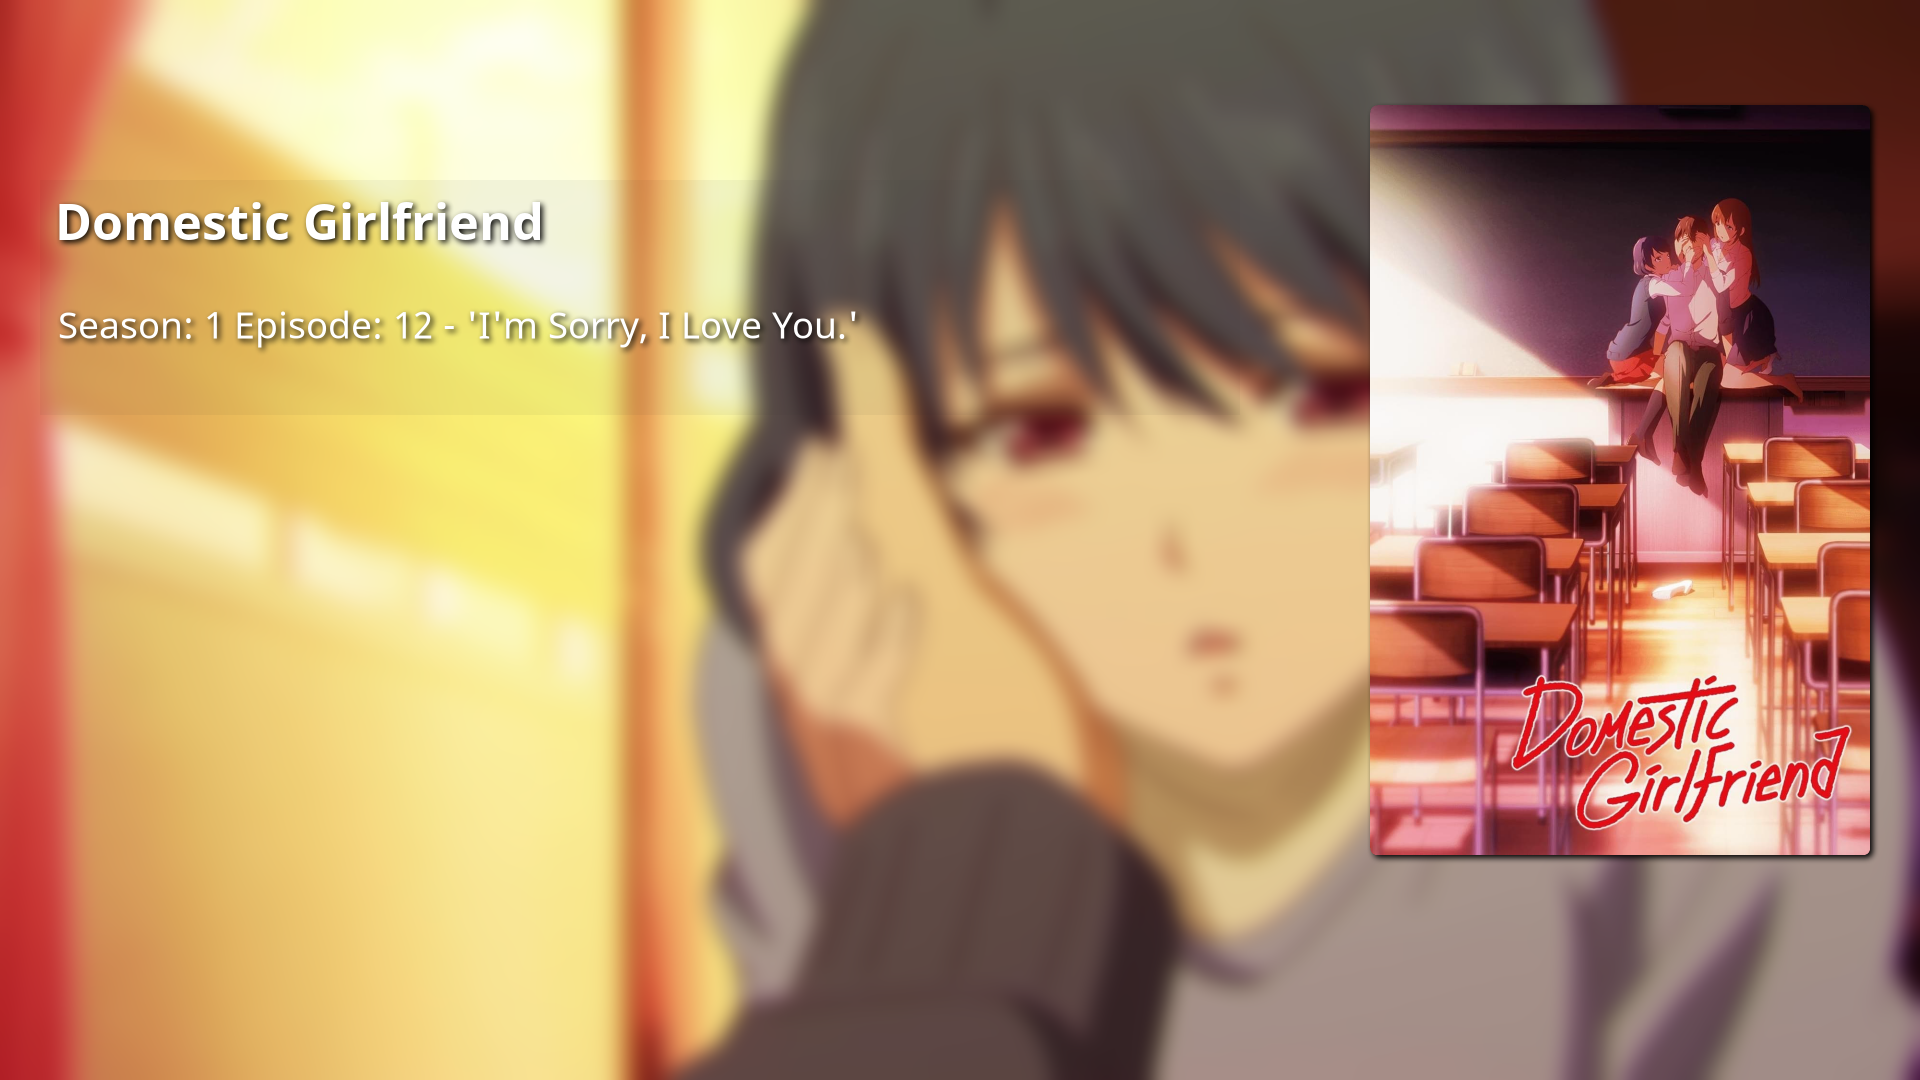 Domestic Girlfriend
Season: 1 Episode: 12 - 'I'm Sorry, I Love You.'
Domestic
Girlfriend